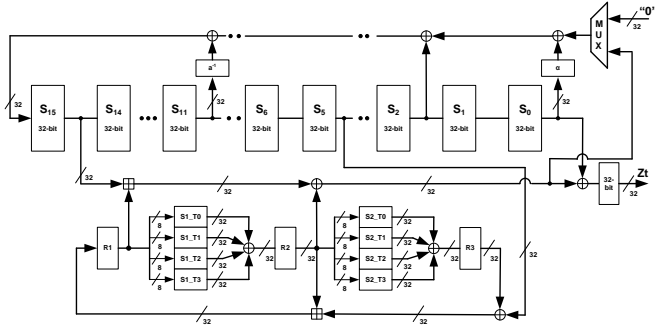 "0"
32
MUX
a⁻¹
α
32
32
32
32
S15
32-bit
S14
32-bit
S11
32-bit
S6
32-bit
S5
32-bit
S2
32-bit
S1
32-bit
S0
32-bit
32
32
32
32-bit
Zt
32
R1
8
8
8
8
S1_T0
S1_T1
S1_T2
S1_T3
32
32
32
32
32
R2
32
8
8
8
8
S2_T0
S2_T1
S2_T2
S2_T3
32
32
32
32
32
R3
32
32
32
32